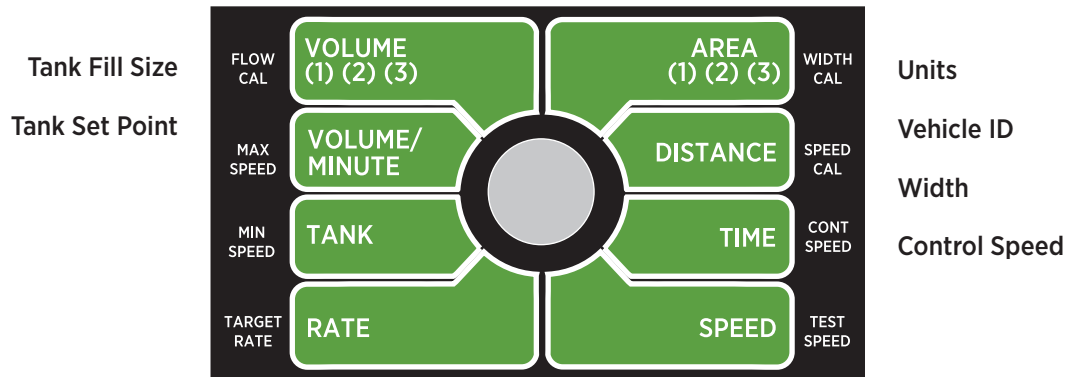 Tank Fill Size
Tank Set Point
FLOW
CAL
VOLUME
(1) (2) (3)
AREA
(1) (2) (3)
WIDTH
CAL
MAX
SPEED
VOLUME/
MINUTE
DISTANCE
SPEED
CAL
MIN
SPEED
TANK
TIME
CONT
SPEED
TARGET
RATE
RATE
SPEED
TEST
SPEED
Units
Vehicle ID
Width
Control Speed